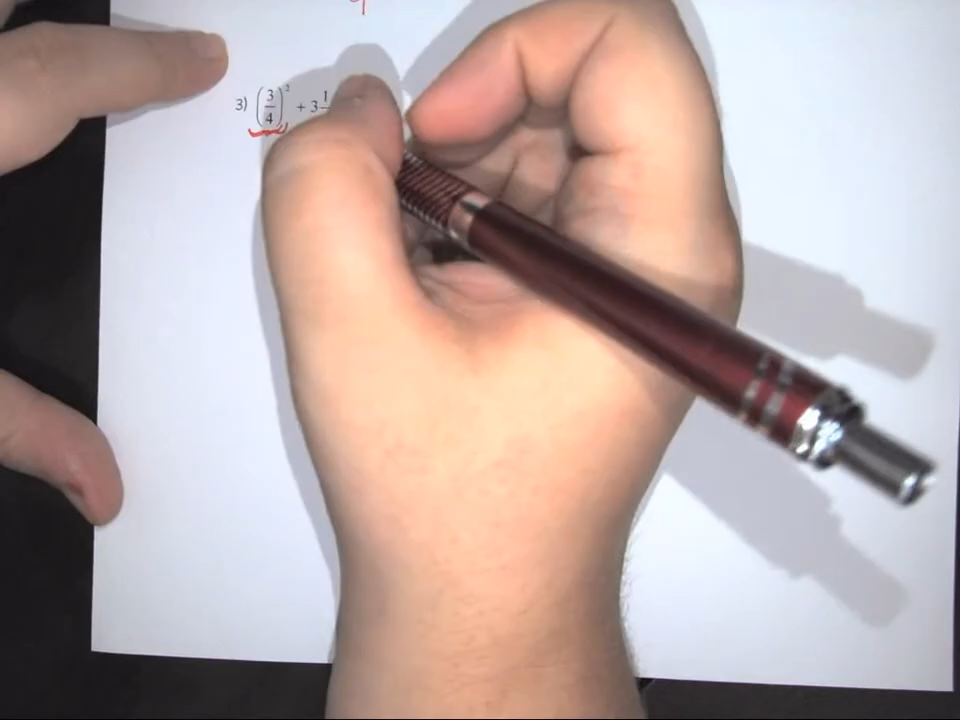 3) (3/4)² + 3 1